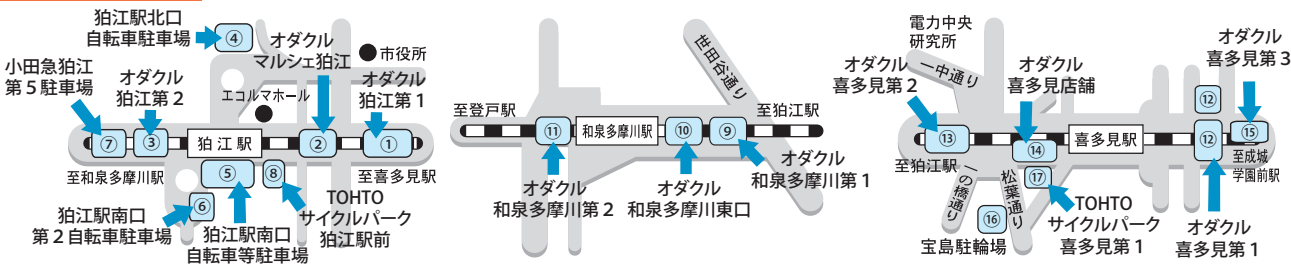 狛江駅北口
自転車駐車場
④
オダクル
マルシェ狛江
●市役所
小田急狛江
第5駐車場
オダクル
狛江第2
エコルマホール
オダクル
狛江第1
⑦
③
狛江駅
②
①
至和泉多摩川駅
⑤
⑧
至喜多見駅
⑥
狛江駅南口
第2自転車駐車場
狛江駅南口
自転車等駐車場
TOHTO
サイクルパーク
狛江駅前
世田谷通り
至登戸駅
至狛江駅
⑪
和泉多摩川駅
⑩
⑨
オダクル
和泉多摩川第2
オダクル
和泉多摩川東口
オダクル
和泉多摩川第1
電力中央
研究所
一中通り
オダクル
喜多見第2
オダクル
喜多見店舗
オダクル
喜多見第3
⑫
⑬
⑭
喜多見駅
⑫
⑮
至狛江駅
至成城
学園前駅
一の橋通り
松葉通り
⑰
⑯
宝島駐輪場
TOHTO
サイクルパーク
喜多見第1
オダクル
喜多見第1